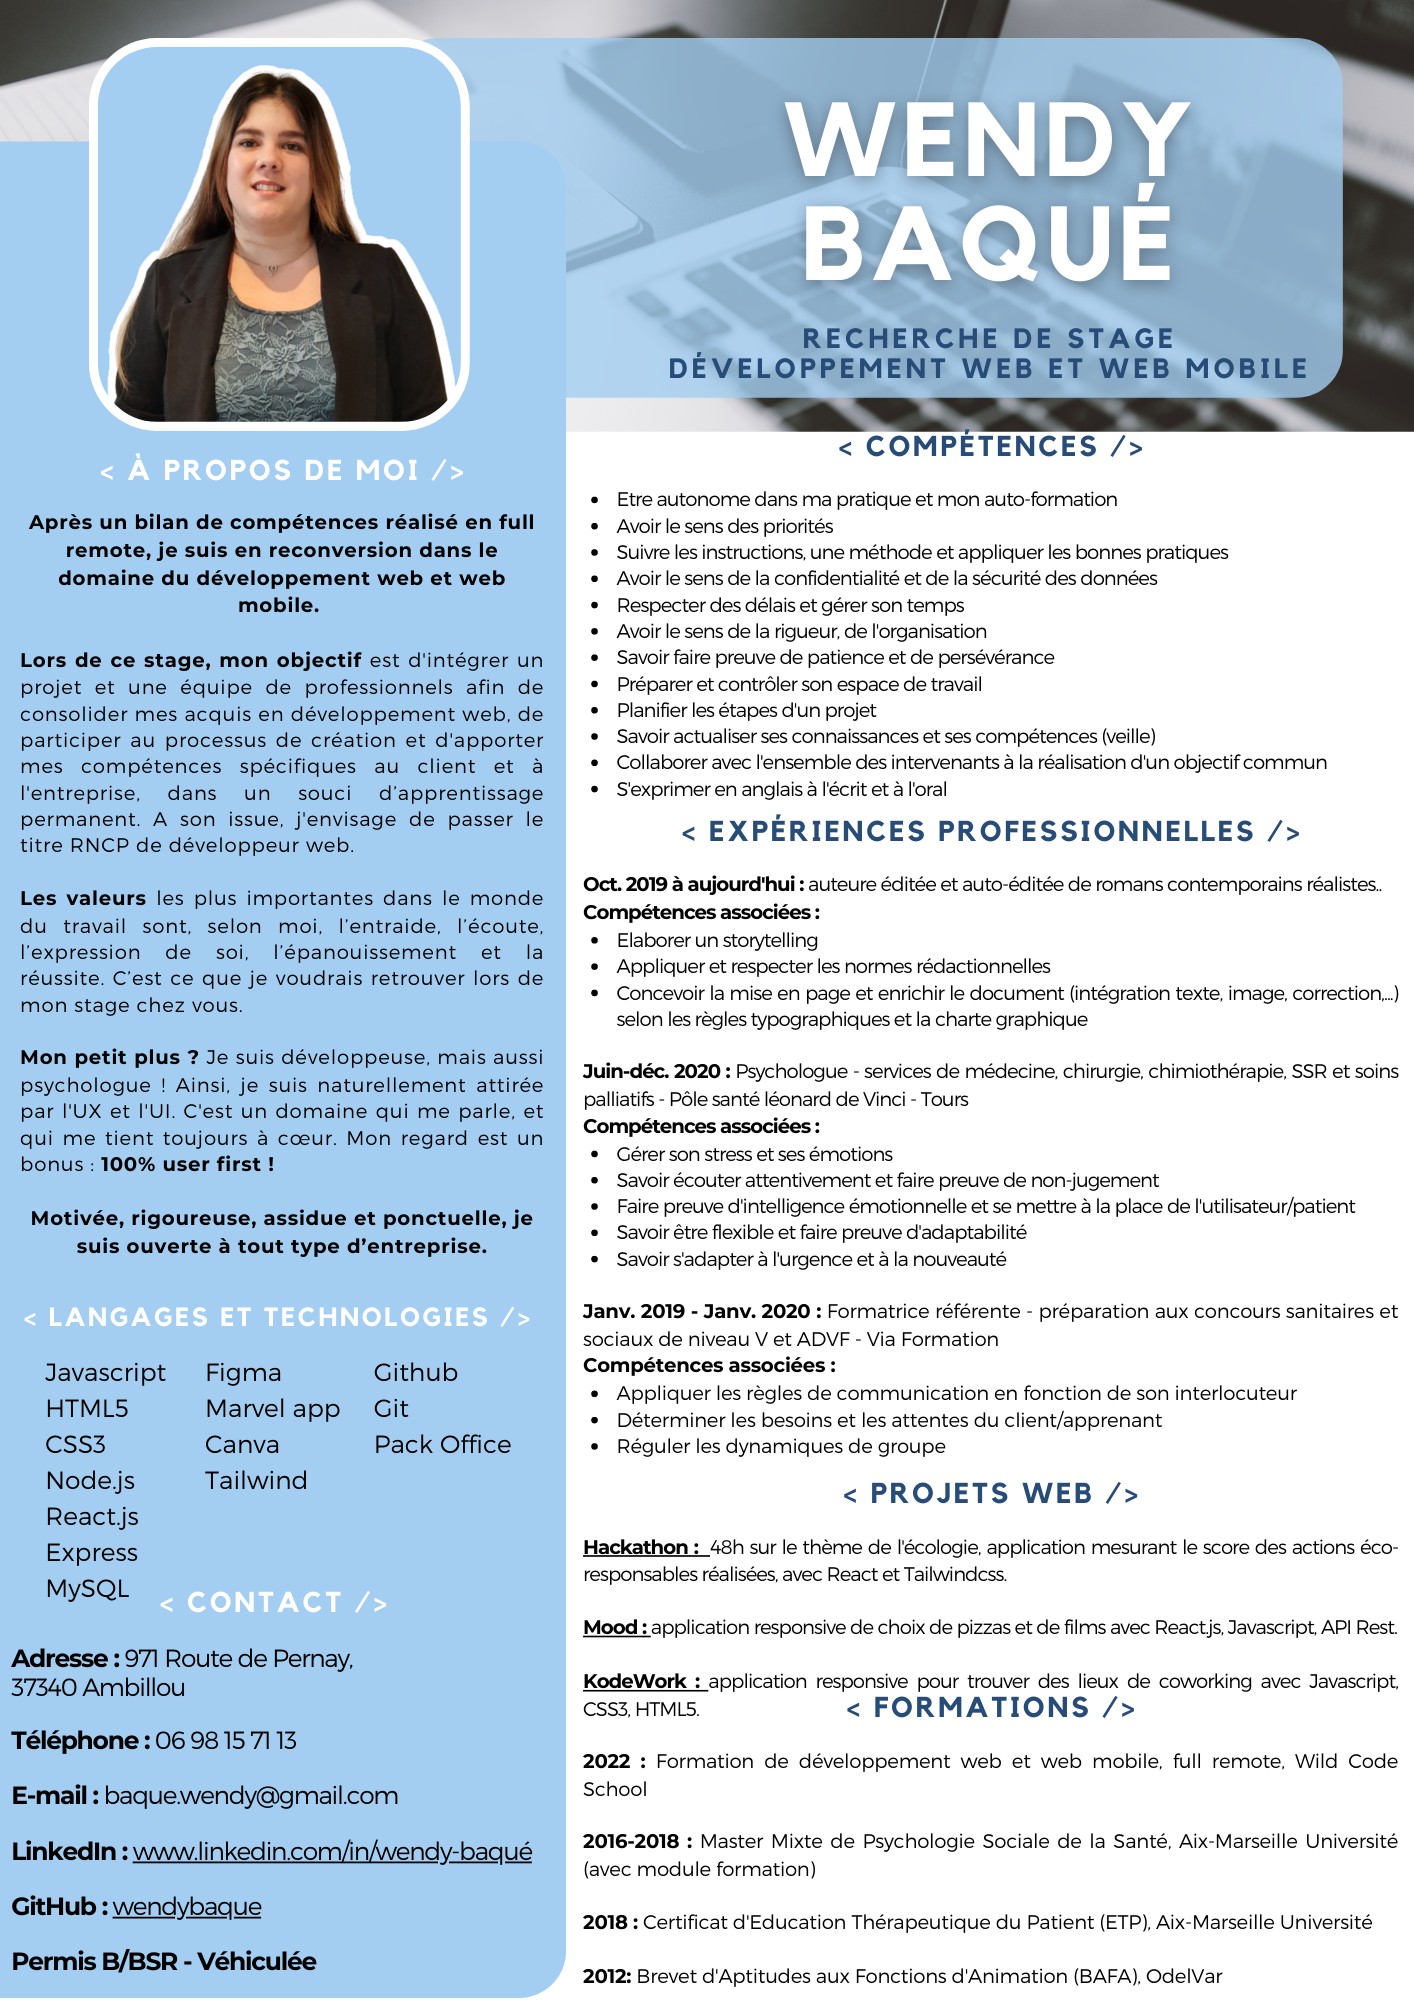 WENDY
BAQUÉ
RECHERCHE DE STAGE
DÉVELOPPEMENT WEB ET WEB MOBILE
< À PROPOS DE MOI />
Après un bilan de compétences réalisé en full
remote, je suis en reconversion dans le
domaine du développement web et web
mobile.
Lors de ce stage, mon objectif est d'intégrer un
projet et une équipe de professionnels afin de
consolider mes acquis en développement web, de
participer au processus de création et d'apporter
mes compétences spécifiques au client et à
l'entreprise, dans un souci d’apprentissage
permanent. A son issue, j'envisage de passer le
titre RNCP de développeur web.
Les valeurs les plus importantes dans le monde
du travail sont, selon moi, l’entraide, l’écoute,
l’expression de soi, l’épanouissement et la
réussite. C’est ce que je voudrais retrouver lors de
mon stage chez vous.
Mon petit plus ? Je suis développeuse, mais aussi
psychologue ! Ainsi, je suis naturellement attirée
par l'UX et l'UI. C'est un domaine qui me parle, et
qui me tient toujours à cœur. Mon regard est un
bonus : 100% user first !
Motivée, rigoureuse, assidue et ponctuelle, je
suis ouverte à tout type d’entreprise.
< LANGAGES ET TECHNOLOGIES />
Javascript
HTML5
CSS3
Node.js
React.js
Express
MySQL
Figma
Marvel app
Canva
Tailwind
Github
Git
Pack Office
< CONTACT />
Adresse : 971 Route de Pernay,
37340 Ambillou
Téléphone : 06 98 15 71 13
E-mail : baque.wendy@gmail.com
LinkedIn : www.linkedin.com/in/wendy-baqué
GitHub : wendybaque
Permis B/BSR - Véhiculée
< COMPÉTENCES />
• Etre autonome dans ma pratique et mon auto-formation
• Avoir le sens des priorités
• Suivre les instructions, une méthode et appliquer les bonnes pratiques
• Avoir le sens de la confidentialité et de la sécurité des données
• Respecter des délais et gérer son temps
• Avoir le sens de la rigueur, de l'organisation
• Savoir faire preuve de patience et de persévérance
• Préparer et contrôler son espace de travail
• Planifier les étapes d'un projet
• Savoir actualiser ses connaissances et ses compétences (veille)
• Collaborer avec l'ensemble des intervenants à la réalisation d'un objectif commun
• S'exprimer en anglais à l'écrit et à l'oral
< EXPÉRIENCES PROFESSIONNELLES />
Oct. 2019 à aujourd'hui : auteure éditée et auto-éditée de romans contemporains réalistes..
Compétences associées :
• Elaborer un storytelling
• Appliquer et respecter les normes rédactionnelles
• Concevoir la mise en page et enrichir le document (intégration texte, image, correction,...)
selon les règles typographiques et la charte graphique
Juin-déc. 2020 : Psychologue - services de médecine, chirurgie, chimiothérapie, SSR et soins
palliatifs - Pôle santé léonard de Vinci - Tours
Compétences associées :
• Gérer son stress et ses émotions
• Savoir écouter attentivement et faire preuve de non-jugement
• Faire preuve d'intelligence émotionnelle et se mettre à la place de l'utilisateur/patient
• Savoir être flexible et faire preuve d'adaptabilité
• Savoir s'adapter à l'urgence et à la nouveauté
Janv. 2019 - Janv. 2020 : Formatrice référente - préparation aux concours sanitaires et
sociaux de niveau V et ADVF - Via Formation
Compétences associées :
• Appliquer les règles de communication en fonction de son interlocuteur
• Déterminer les besoins et les attentes du client/apprenant
• Réguler les dynamiques de groupe
< PROJETS WEB />
Hackathon : 48h sur le thème de l'écologie, application mesurant le score des actions éco-
responsables réalisées, avec React et Tailwindcss.
Mood : application responsive de choix de pizzas et de films avec React.js, Javascript, API Rest.
KodeWork : application responsive pour trouver des lieux de coworking avec Javascript,
CSS3, HTML5.
< FORMATIONS />
2022 : Formation de développement web et web mobile, full remote, Wild Code
School
2016-2018 : Master Mixte de Psychologie Sociale de la Santé, Aix-Marseille Université
(avec module formation)
2018 : Certificat d'Education Thérapeutique du Patient (ETP), Aix-Marseille Université
2012: Brevet d'Aptitudes aux Fonctions d'Animation (BAFA), OdelVar